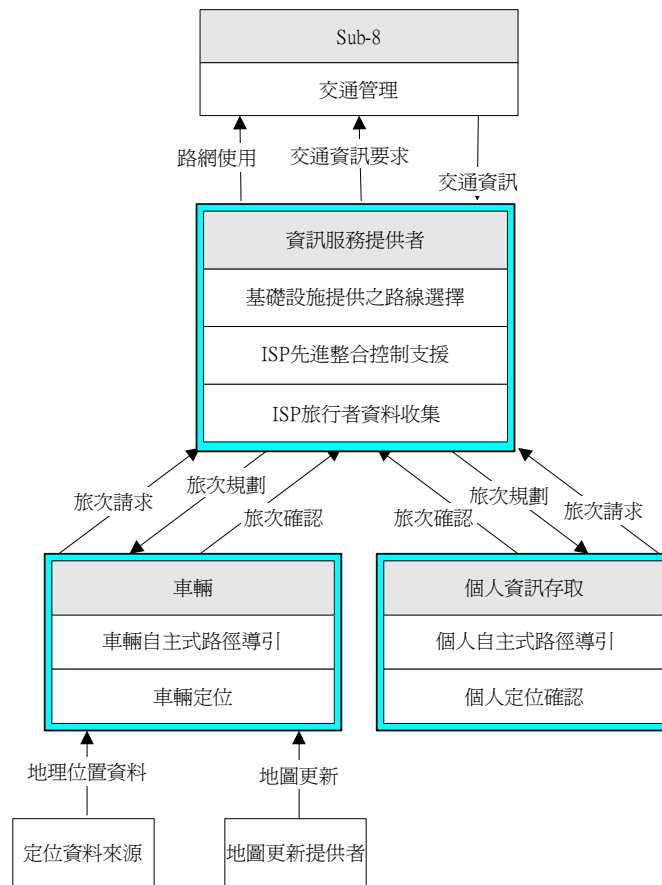 Sub-8
交通管理
路網使用
交通資訊要求
交通資訊
資訊服務提供者
基礎設施提供之路線選擇
ISP先進整合控制支援
ISP旅行者資料收集
旅次請求
旅次規劃
旅次確認
旅次確認
旅次規劃
旅次請求
車輛
車輛自主式路徑導引
車輛定位
個人資訊存取
個人自主式路徑導引
個人定位確認
地理位置資料
地圖更新
定位資料來源
地圖更新提供者